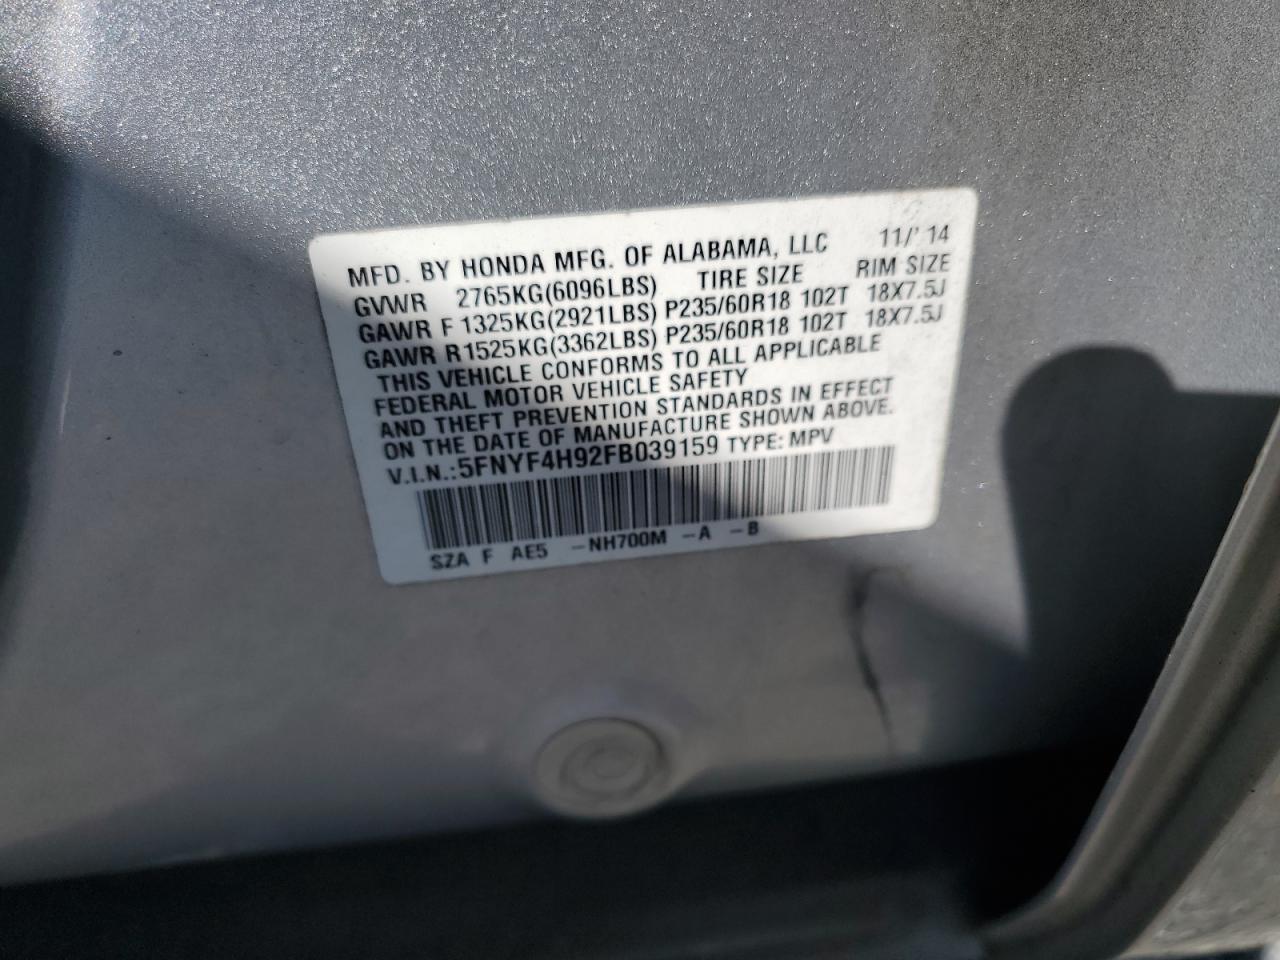 MFD. BY HONDA MFG. OF ALABAMA, LLC 11/'14
GVWR 2765KG(6096LBS) TIRE SIZE RIM SIZE
GAWR F 1325KG(2921LBS) P235/60R18 102T 18X7.5J
GAWR R 1525KG(3362LBS) P235/60R18 102T 18X7.5J
THIS VEHICLE CONFORMS TO ALL APPLICABLE
FEDERAL MOTOR VEHICLE SAFETY
AND THEFT PREVENTION STANDARDS IN EFFECT
ON THE DATE OF MANUFACTURE SHOWN ABOVE.
V.I.N.:5FNYF4H92FB039159 TYPE: MPV
SZA F AE5 -NH700M -A -B